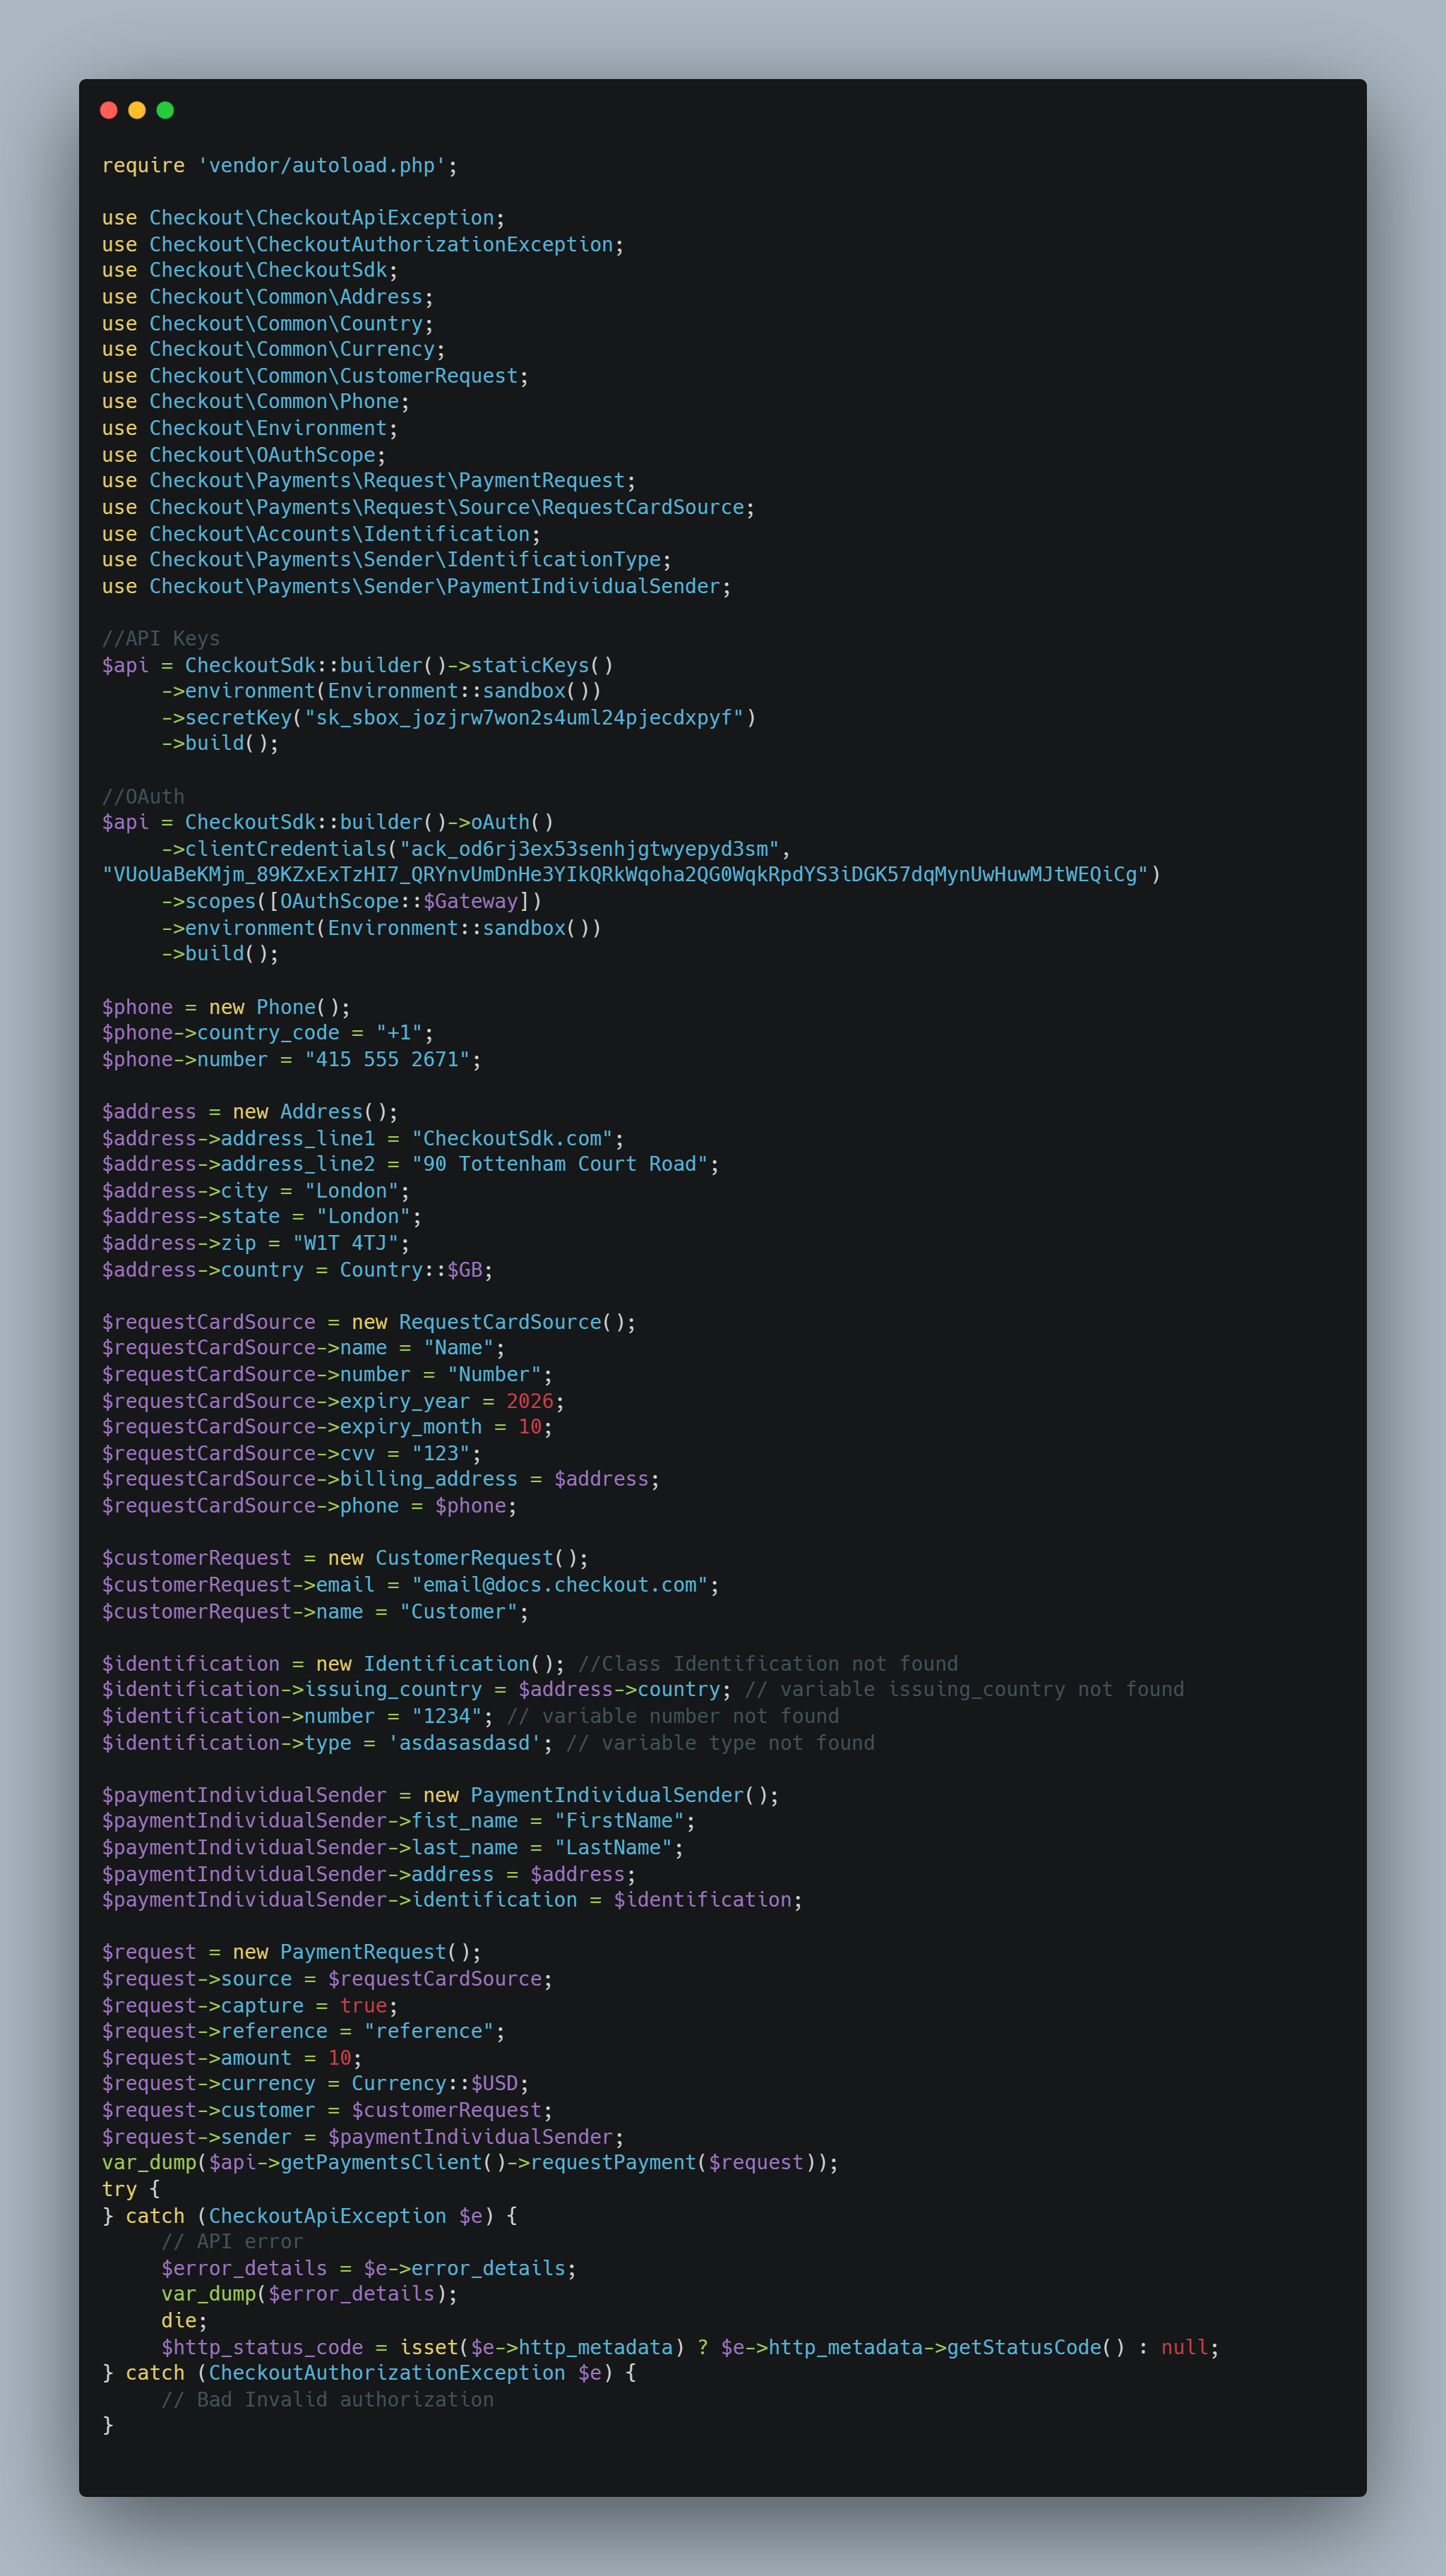 require 'vendor/autoload.php';
use Checkout\CheckoutApiException;
use Checkout\CheckoutAuthorizationException;
use Checkout\CheckoutSdk;
use Checkout\Common\Address;
use Checkout\Common\Country;
use Checkout\Common\Currency;
use Checkout\Common\CustomerRequest;
use Checkout\Common\Phone;
use Checkout\Environment;
use Checkout\OAuthScope;
use Checkout\Payments\Request\PaymentRequest;
use Checkout\Payments\Request\Source\RequestCardSource;
use Checkout\Accounts\Identification;
use Checkout\Payments\Sender\IdentificationType;
use Checkout\Payments\Sender\PaymentIndividualSender;
//API Keys
$api = CheckoutSdk::builder()->staticKeys()
->environment(Environment::sandbox())
->secretKey("sk_sbox_jozjrw7won2s4uml24pjecdxpyf")
->build();
//OAuth
$api = CheckoutSdk::builder()->oAuth()
->clientCredentials("ack_od6rj3ex53senhjgtwyepyd3sm",
"VUoUaBeKMjm_89KZxExTzHI7_QRYnvUmDnHe3YIkQRkWqoha2QG0WqkRpdYS3iDGK57dqMynUwHuwMJtWEQiCg")
->scopes([OAuthScope::$Gateway])
->environment(Environment::sandbox())
->build();
$phone = new Phone();
$phone->country_code = "+1";
$phone->number = "415 555 2671";
$address = new Address();
$address->address_line1 = "CheckoutSdk.com";
$address->address_line2 = "90 Tottenham Court Road";
$address->city = "London";
$address->state = "London";
$address->zip = "W1T 4TJ";
$address->country = Country::$GB;
$requestCardSource = new RequestCardSource();
$requestCardSource->name = "Name";
$requestCardSource->number = "Number";
$requestCardSource->expiry_year = 2026;
$requestCardSource->expiry_month = 10;
$requestCardSource->cvv = "123";
$requestCardSource->billing_address = $address;
$requestCardSource->phone = $phone;
$customerRequest = new CustomerRequest();
$customerRequest->email = "email@docs.checkout.com";
$customerRequest->name = "Customer";
$identification = new Identification(); //Class Identification not found
$identification->issuing_country = $address->country; // variable issuing_country not found
$identification->number = "1234"; // variable number not found
$identification->type = 'asdasasdasd'; // variable type not found
$paymentIndividualSender = new PaymentIndividualSender();
$paymentIndividualSender->fist_name = "FirstName";
$paymentIndividualSender->last_name = "LastName";
$paymentIndividualSender->address = $address;
$paymentIndividualSender->identification = $identification;
$request = new PaymentRequest();
$request->source = $requestCardSource;
$request->capture = true;
$request->reference = "reference";
$request->amount = 10;
$request->currency = Currency::$USD;
$request->customer = $customerRequest;
$request->sender = $paymentIndividualSender;
var_dump($api->getPaymentsClient()->requestPayment($request));
try {
} catch (CheckoutApiException $e) {
// API error
$error_details = $e->error_details;
var_dump($error_details);
die;
$http_status_code = isset($e->http_metadata) ? $e->http_metadata->getStatusCode() : null;
} catch (CheckoutAuthorizationException $e) {
// Bad Invalid authorization
}